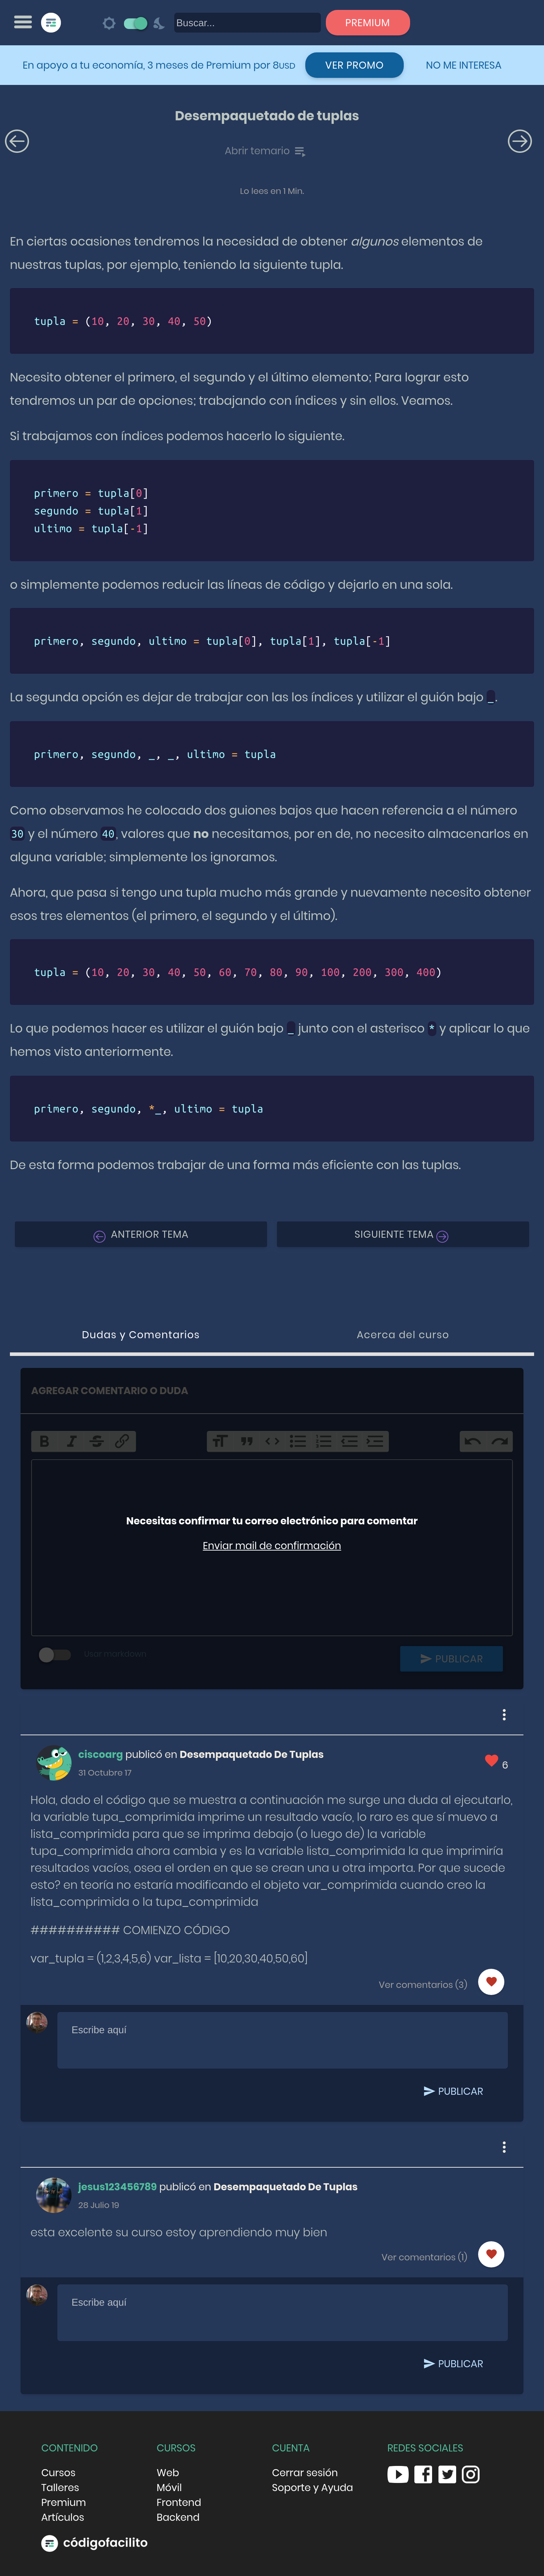 Buscar...
PREMIUM
En apoyo a tu economía, 3 meses de Premium por 8USD
VER PROMO
NO ME INTERESA
Desempaquetado de tuplas
Abrir temario
Lo lees en 1 Min.
En ciertas ocasiones tendremos la necesidad de obtener algunos elementos de
nuestras tuplas, por ejemplo, teniendo la siguiente tupla.
tupla = (10, 20, 30, 40, 50)
Necesito obtener el primero, el segundo y el último elemento; Para lograr esto
tendremos un par de opciones; trabajando con índices y sin ellos. Veamos.
Si trabajamos con índices podemos hacerlo lo siguiente.
primero = tupla[0]
segundo = tupla[1]
ultimo = tupla[-1]
o simplemente podemos reducir las líneas de código y dejarlo en una sola.
primero, segundo, ultimo = tupla[0], tupla[1], tupla[-1]
La segunda opción es dejar de trabajar con las los índices y utilizar el guión bajo _.
primero, segundo, _, _, ultimo = tupla
Como observamos he colocado dos guiones bajos que hacen referencia a el número
30 y el número 40, valores que no necesitamos, por en de, no necesito almacenarlos en
alguna variable; simplemente los ignoramos.
Ahora, que pasa si tengo una tupla mucho más grande y nuevamente necesito obtener
esos tres elementos (el primero, el segundo y el último).
tupla = (10, 20, 30, 40, 50, 60, 70, 80, 90, 100, 200, 300, 400)
Lo que podemos hacer es utilizar el guión bajo _ junto con el asterisco * y aplicar lo que
hemos visto anteriormente.
primero, segundo, *_, ultimo = tupla
De esta forma podemos trabajar de una forma más eficiente con las tuplas.
ANTERIOR TEMA
SIGUIENTE TEMA
Dudas y Comentarios
Acerca del curso
AGREGAR COMENTARIO O DUDA
Necesitas confirmar tu correo electrónico para comentar
Enviar mail de confirmación
Usar markdown
PUBLICAR
ciscoarg publicó en Desempaquetado De Tuplas
31 Octubre 17
6
Hola, dado el código que se muestra a continuación me surge una duda al ejecutarlo,
la variable tupa_comprimida imprime un resultado vacío, lo raro es que sí muevo a
lista_comprimida para que se imprima debajo (o luego de) la variable
tupa_comprimida ahora cambia y es la variable lista_comprimida la que imprimiría
resultados vacíos, osea el orden en que se crean una u otra importa. Por que sucede
esto? en teoría no estaría modificando el objeto var_comprimida cuando creo la
lista_comprimida o la tupa_comprimida
########## COMIENZO CÓDIGO
var_tupla = (1,2,3,4,5,6) var_lista = [10,20,30,40,50,60]
Ver comentarios (3)
Escribe aquí
PUBLICAR
jesus123456789 publicó en Desempaquetado De Tuplas
28 Julio 19
esta excelente su curso estoy aprendiendo muy bien
Ver comentarios (1)
Escribe aquí
PUBLICAR
CONTENIDO
Cursos
Talleres
Premium
Artículos
CURSOS
Web
Móvil
Frontend
Backend
CUENTA
Cerrar sesión
Soporte y Ayuda
REDES SOCIALES
códigofacilito